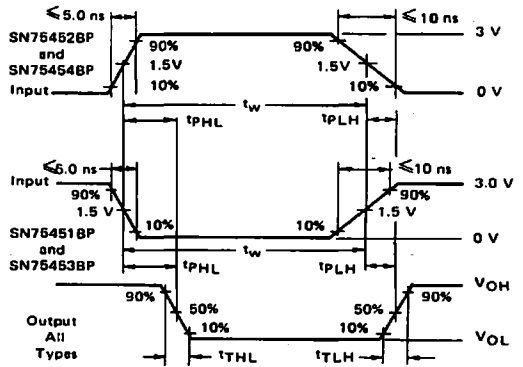 ≤5.0 ns
≤10 ns
SN75452BP
and
SN75454BP
Input
90%
1.5V
10%
90%
1.5 V
10%
3 V
0 V
tw
tPHL
tPLH
≤5.0 ns
≤10 ns
Input
90%
1.5 V
10%
10%
90%
1.5 V
3.0 V
0 V
SN75451BP
and
SN75453BP
tw
tPHL
tPLH
Output
All
Types
90%
50%
10%
50%
10%
90%
VOH
VOL
tTHL
tTLH